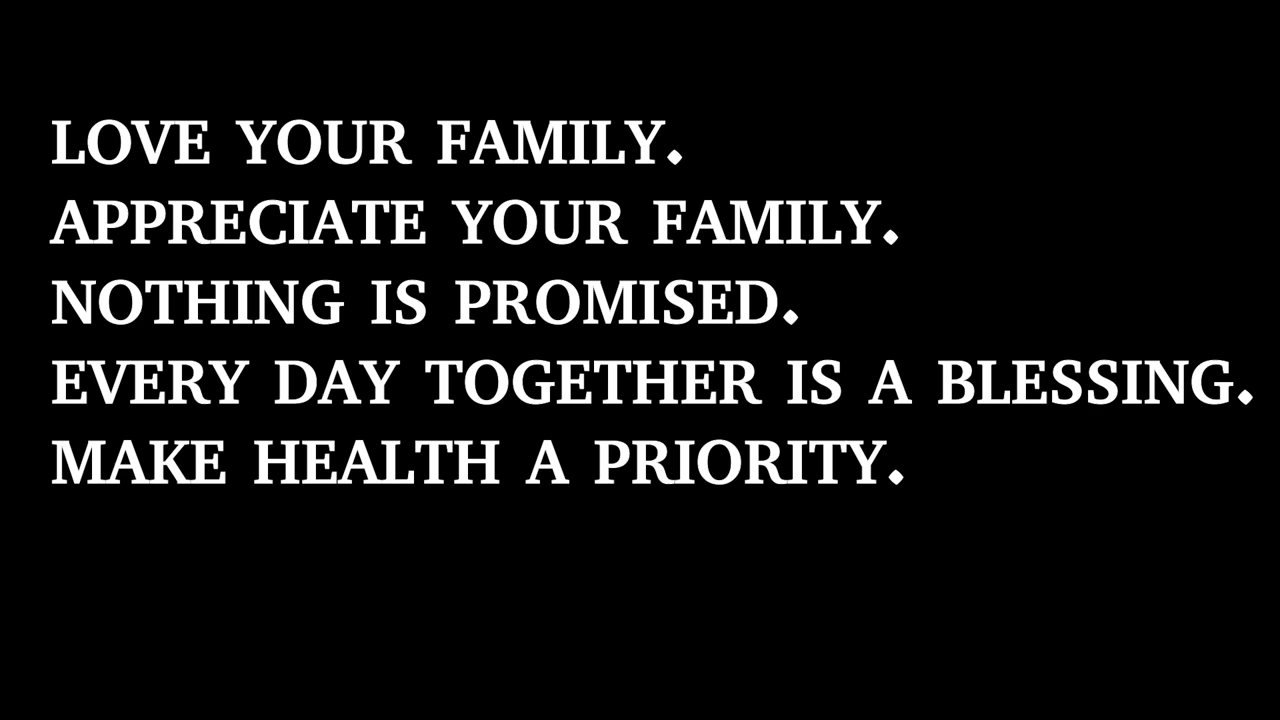 LOVE YOUR FAMILY.
APPRECIATE YOUR FAMILY.
NOTHING IS PROMISED.
EVERY DAY TOGETHER IS A BLESSING.
MAKE HEALTH A PRIORITY.